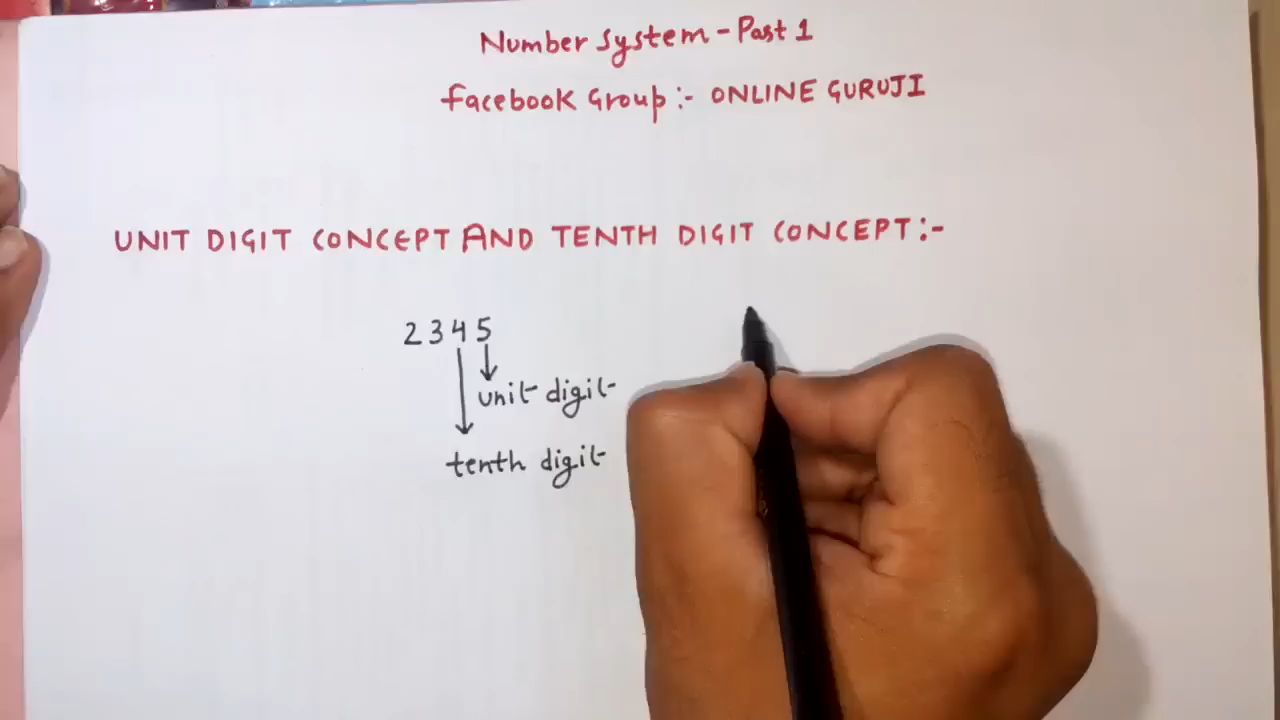 Number System - Part 1
Facebook Group :- ONLINE GURUJI
UNIT DIGIT CONCEPT AND TENTH DIGIT CONCEPT :-
2345
unit digit
tenth digit